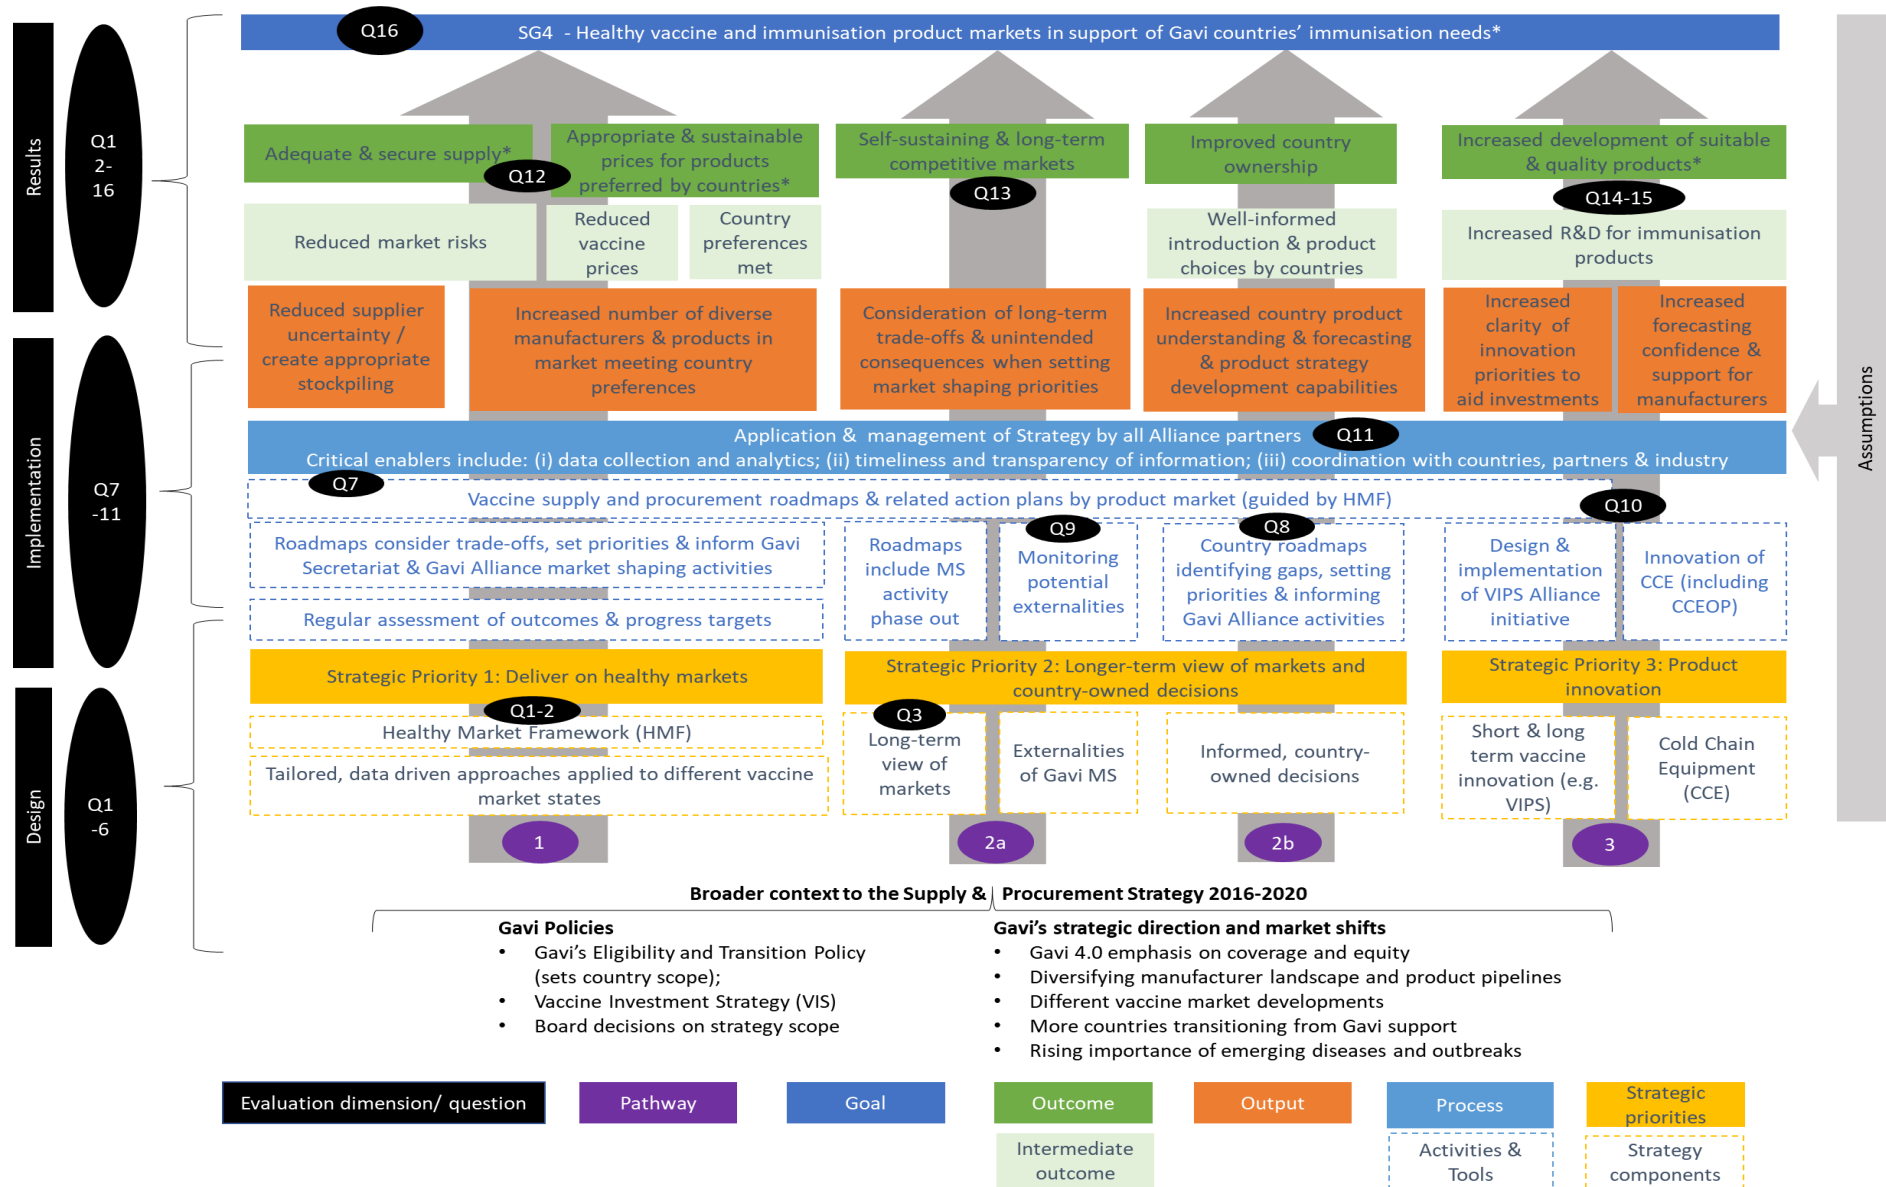 Results
Q1
2-
16
Q16
SG4 - Healthy vaccine and immunisation product markets in support of Gavi countries' immunisation needs*
Adequate & secure supply*
Q12
Appropriate & sustainable
prices for products
preferred by countries*
Self-sustaining & long-term
competitive markets
Q13
Improved country
ownership
Increased development of suitable
& quality products*
Q14-15
Reduced market risks
Reduced
vaccine
prices
Country
preferences
met
Well-informed
introduction & product
choices by countries
Increased R&D for immunisation
products
Reduced supplier
uncertainty /
create appropriate
stockpiling
Increased number of diverse
manufacturers & products in
market meeting country
preferences
Consideration of long-term
trade-offs & unintended
consequences when setting
market shaping priorities
Increased country product
understanding & forecasting
& product strategy
development capabilities
Increased
clarity of
innovation
priorities to
aid investments
Increased
forecasting
confidence &
support for
manufacturers
Assumptions
Implementation
Q7
-11
Application & management of Strategy by all Alliance partners
Q11
Critical enablers include: (i) data collection and analytics; (ii) timeliness and transparency of information; (iii) coordination with countries, partners & industry
Q7
Vaccine supply and procurement roadmaps & related action plans by product market (guided by HMF)
Q10
Roadmaps consider trade-offs, set priorities & inform Gavi
Secretariat & Gavi Alliance market shaping activities
Regular assessment of outcomes & progress targets
Roadmaps
include MS
activity
phase out
Q9
Monitoring
potential
externalities
Q8
Country roadmaps
identifying gaps, setting
priorities & informing
Gavi Alliance activities
Design &
implementation
of VIPS Alliance
initiative
Innovation of
CCE (including
CCEOP)
Design
Q1
-6
Strategic Priority 1: Deliver on healthy markets
Strategic Priority 2: Longer-term view of markets and
country-owned decisions
Strategic Priority 3: Product
innovation
Q1-2
Healthy Market Framework (HMF)
Tailored, data driven approaches applied to different vaccine
market states
Q3
Long-term
view of
markets
Externalities
of Gavi MS
Informed, country-
owned decisions
Short & long
term vaccine
innovation (e.g.
VIPS)
Cold Chain
Equipment
(CCE)
1
2a
2b
3
Broader context to the Supply & Procurement Strategy 2016-2020
Gavi Policies
• Gavi's Eligibility and Transition Policy
(sets country scope);
• Vaccine Investment Strategy (VIS)
• Board decisions on strategy scope
Gavi's strategic direction and market shifts
• Gavi 4.0 emphasis on coverage and equity
• Diversifying manufacturer landscape and product pipelines
• Different vaccine market developments
• More countries transitioning from Gavi support
• Rising importance of emerging diseases and outbreaks
Evaluation dimension/ question
Pathway
Goal
Outcome
Output
Process
Strategic
priorities
Intermediate
outcome
Activities &
Tools
Strategy
components